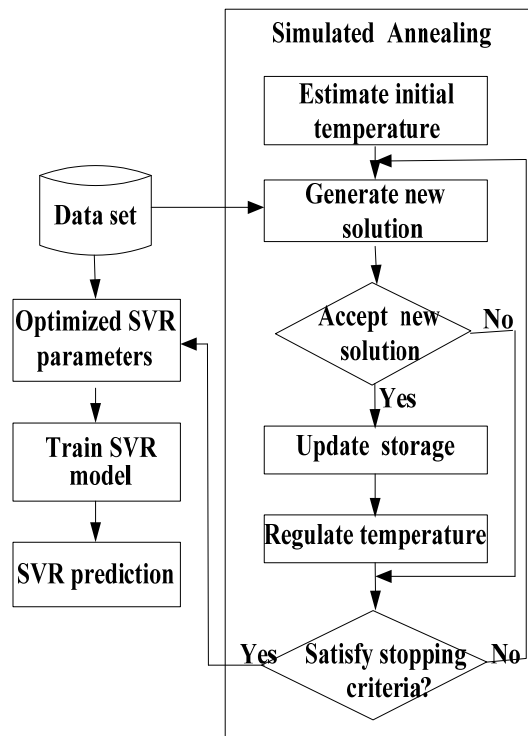 Simulated Annealing
Estimate initial
temperature
Data set
Generate new
solution
Optimized SVR
parameters
Accept new
solution
No
Yes
Train SVR
model
Update storage
SVR prediction
Regulate temperature
Yes
Satisfy stopping
criteria?
No